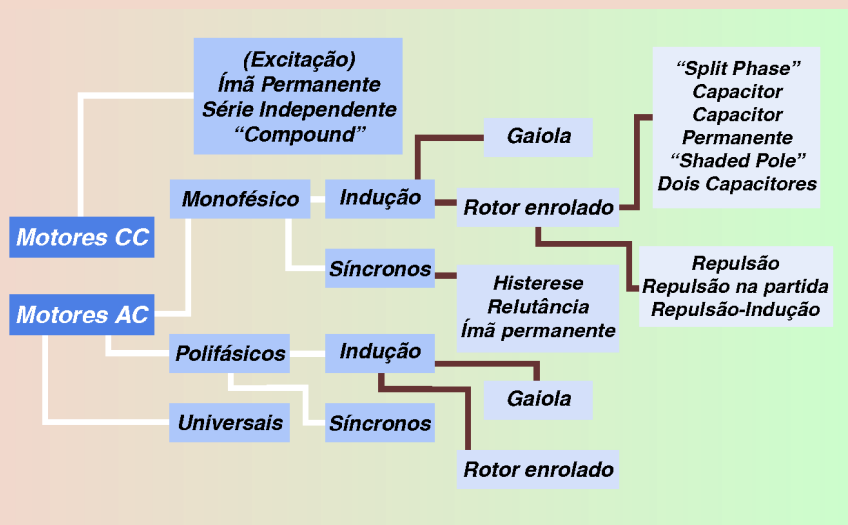 (Excitação)
Ímã Permanente
Série Independente
“Compound”
“Split Phase”
Capacitor
Capacitor
Permanente
“Shaded Pole”
Dois Capacitores
Gaiola
Monofésico
Indução
Rotor enrolado
Motores CC
Síncronos
Repulsão
Repulsão na partida
Repulsão-Indução
Histerese
Relutância
Ímã permanente
Motores AC
Polifásicos
Indução
Gaiola
Universais
Síncronos
Rotor enrolado